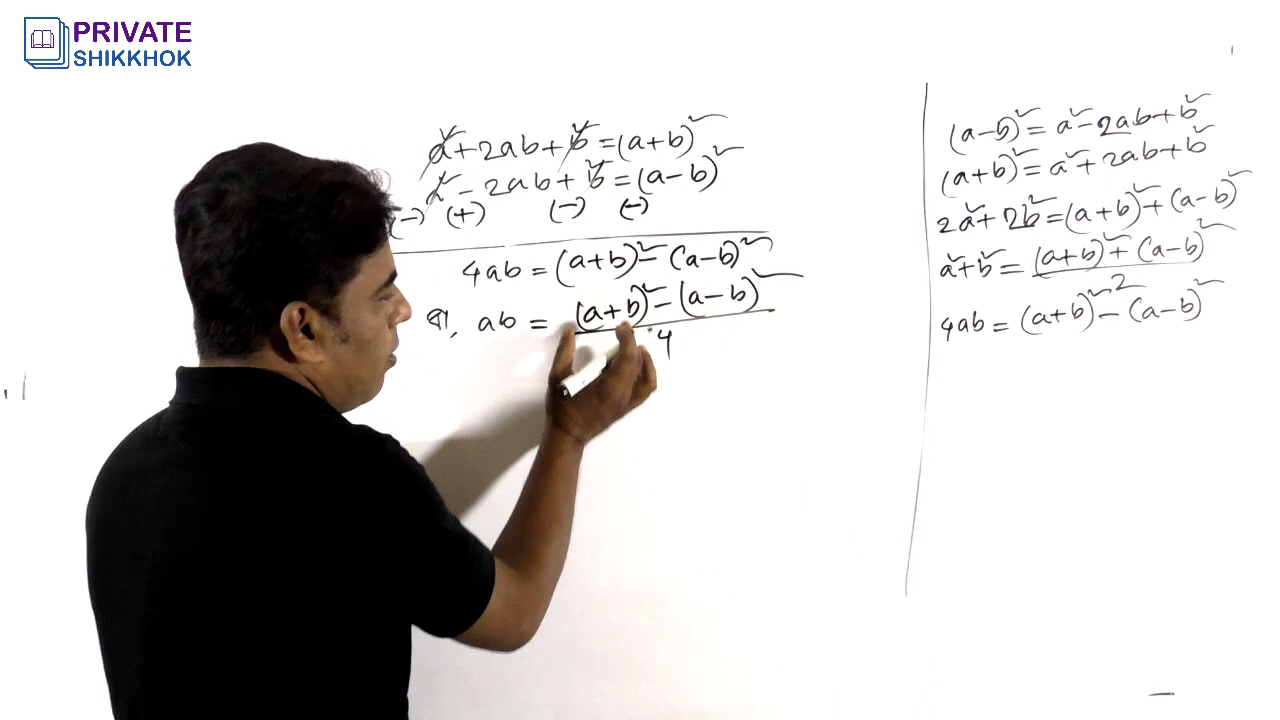 PRIVATE
SHIKKHOK
a²+2ab+b²=(a+b)²
a²-2ab+b²=(a-b)²
(-) (+) (-) (-)
4ab=(a+b)²-(a-b)²
বা, ab=(a+b)²-(a-b)²
4
(a-b)²=a²-2ab+b²
(a+b)²=a²+2ab+b²
2a²+2b²=(a+b)²+(a-b)²
a²+b²=(a+b)²+(a-b)²
2
4ab=(a+b)²-(a-b)²